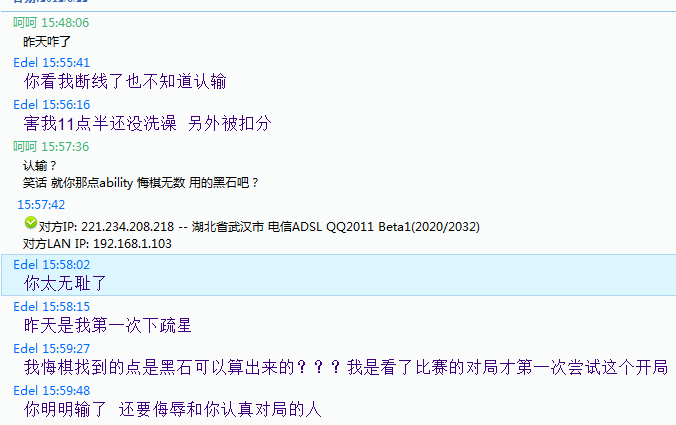 呵呵 15:48:06
昨天咋了
Edel 15:55:41
你看我断线了也不知道认输
Edel 15:56:16
害我11点半还没洗澡 另外被扣分
呵呵 15:57:36
认输？
笑话 就你那点ability 悔棋无数 用的黑石吧？
15:57:42
对方IP: 221.234.208.218 -- 湖北省武汉市 电信ADSL QQ2011 Beta1(2020/2032)
对方LAN IP: 192.168.1.103
Edel 15:58:02
你太无耻了
Edel 15:58:15
昨天是我第一次下疏星
Edel 15:59:27
我悔棋找到的点是黑石可以算出来的？？？我是看了比赛的对局才第一次尝试这个开局
Edel 15:59:48
你明明输了 还要侮辱和你认真对局的人